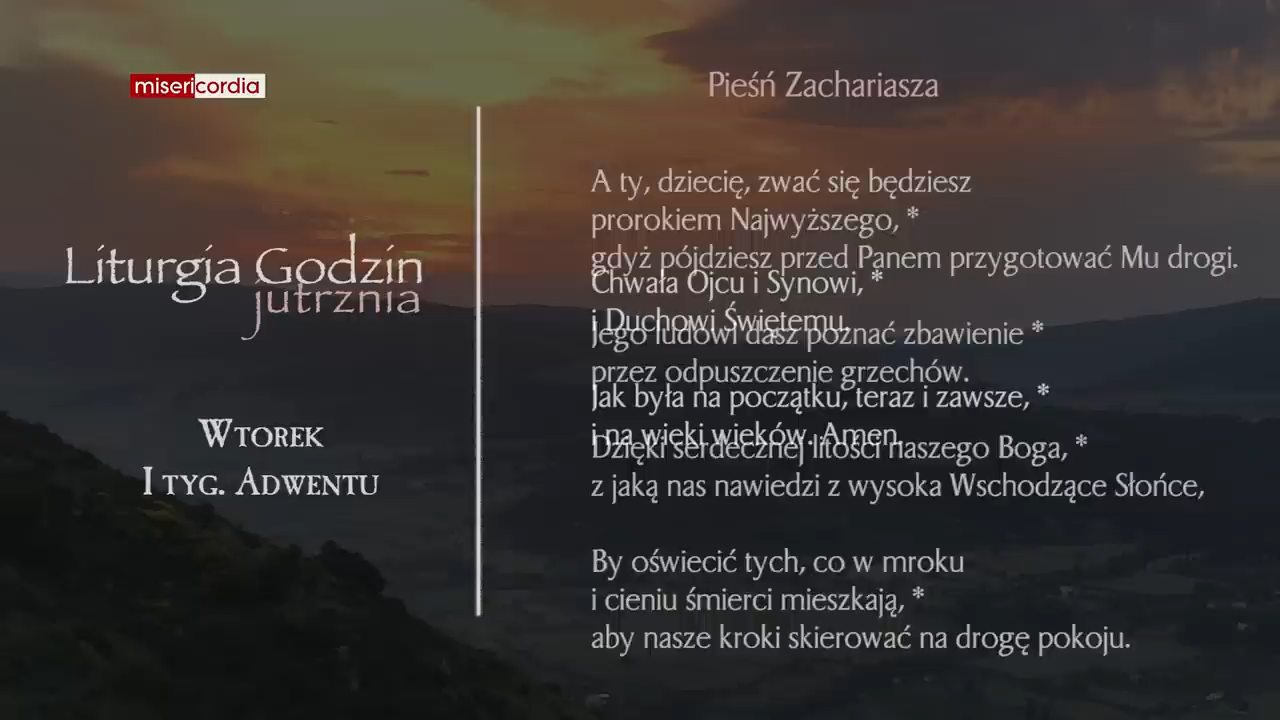 misericordia
Pieśń Zachariasza
Liturgia Godzin
jutrznia
Wtorek
I tyg. Adwentu
A ty, dziecię, zwać się będziesz
prorokiem Najwyższego, *
gdyż pójdziesz przed Panem przygotować Mu drogi.
Chwała Ojcu i Synowi, *
i Duchowi Świętemu.
Jego ludowi dasz poznać zbawienie *
przez odpuszczenie grzechów.
Jak była na początku, teraz i zawsze, *
i na wieki wieków. Amen.
Dzięki serdecznej litości naszego Boga, *
z jaką nas nawiedzi z wysoka Wschodzące Słońce,
By oświecić tych, co w mroku
i cieniu śmierci mieszkają, *
aby nasze kroki skierować na drogę pokoju.